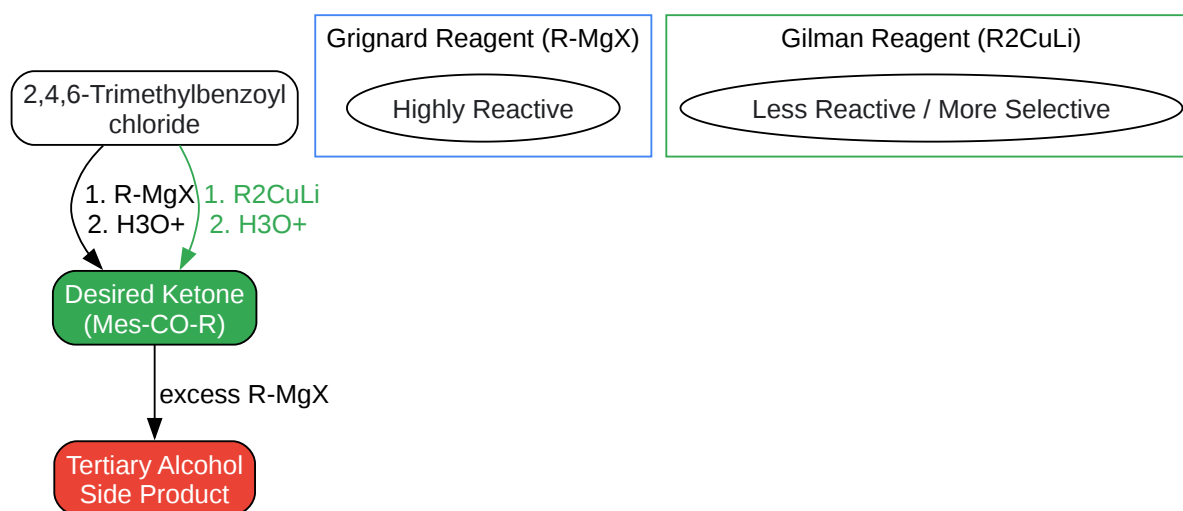 Grignard Reagent (R-MgX)
Highly Reactive
Gilman Reagent (R2CuLi)
Less Reactive / More Selective
2,4,6-Trimethylbenzoyl
chloride
1. R-MgX
2. H3O+
1. R2CuLi
2. H3O+
Desired Ketone
(Mes-CO-R)
excess R-MgX
Tertiary Alcohol
Side Product